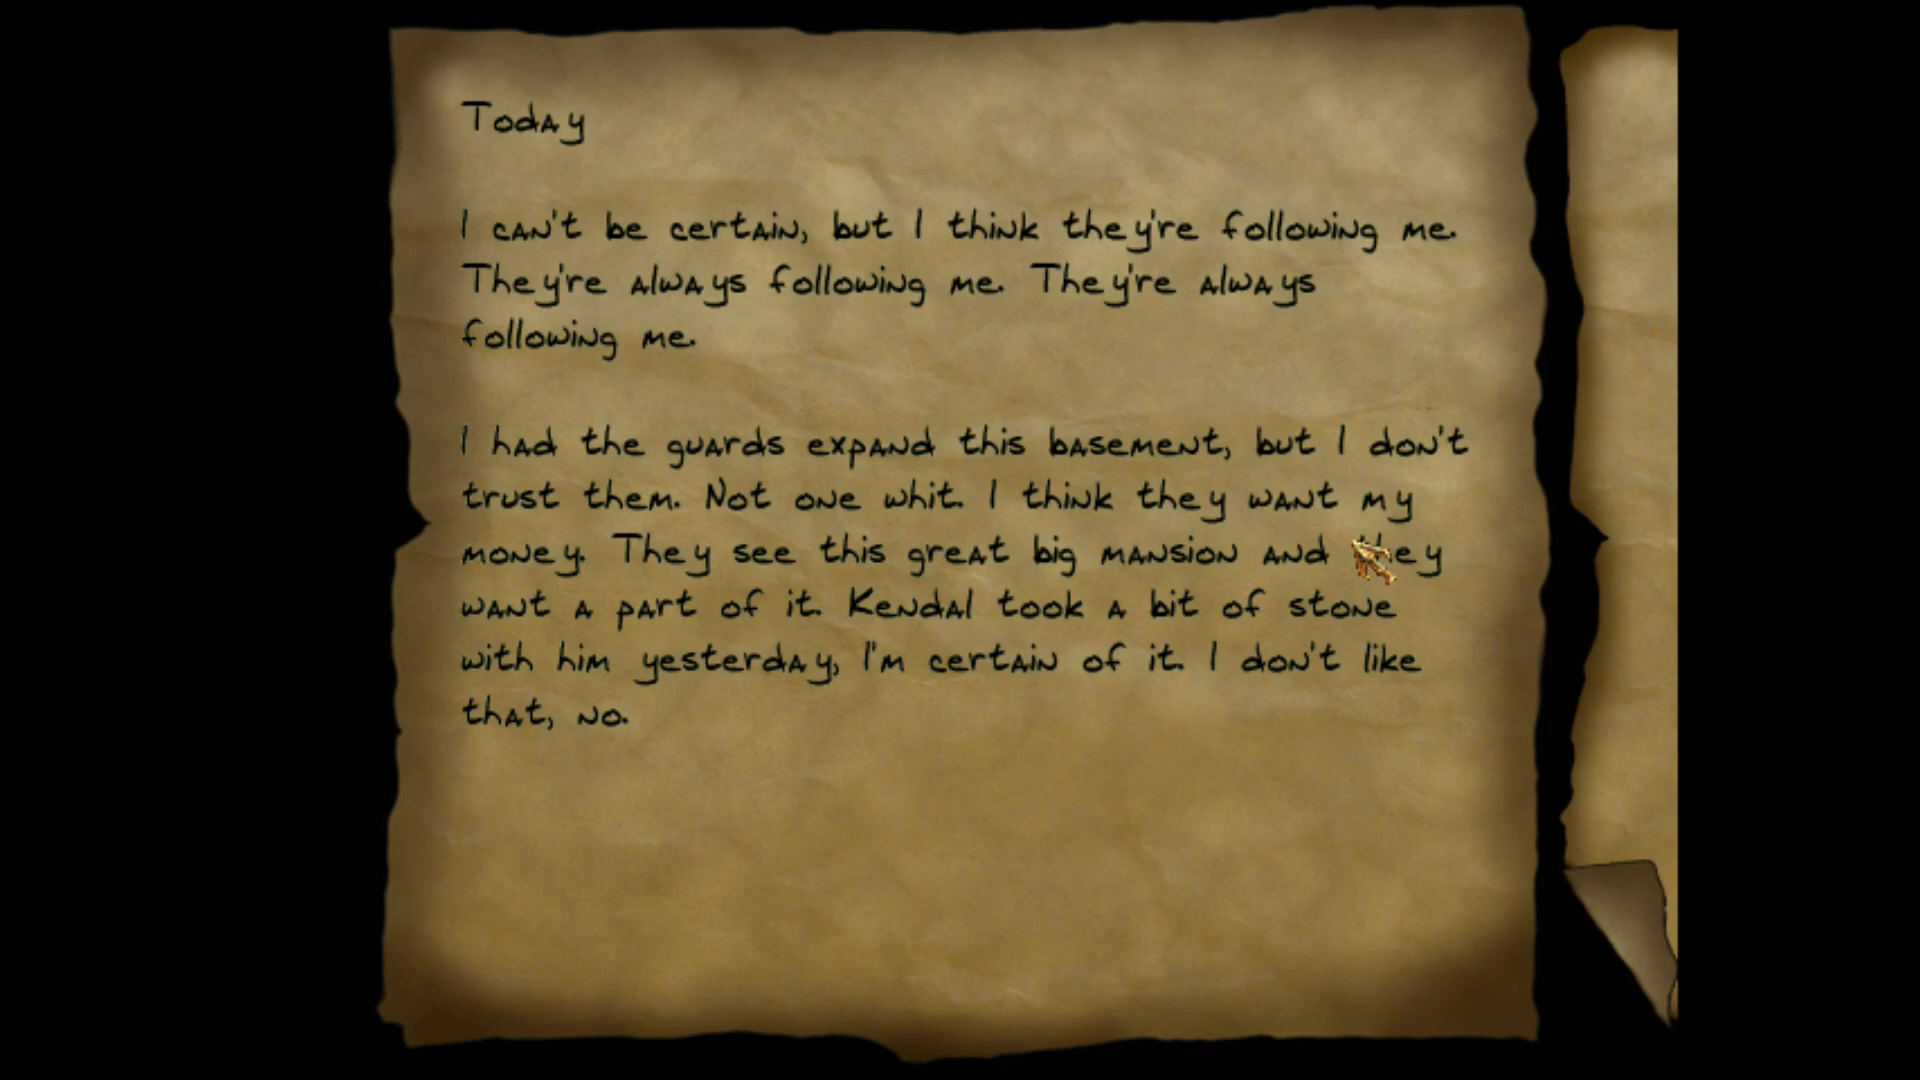 Today
I can't be certain, but I think they're following me.
They're always following me. They're always
following me.
I had the guards expand this basement, but I don't
trust them. Not one whit. I think they want my
money. They see this great big mansion and they
want a part of it. Kendal took a bit of stone
with him yesterday, I'm certain of it. I don't like
that, no.